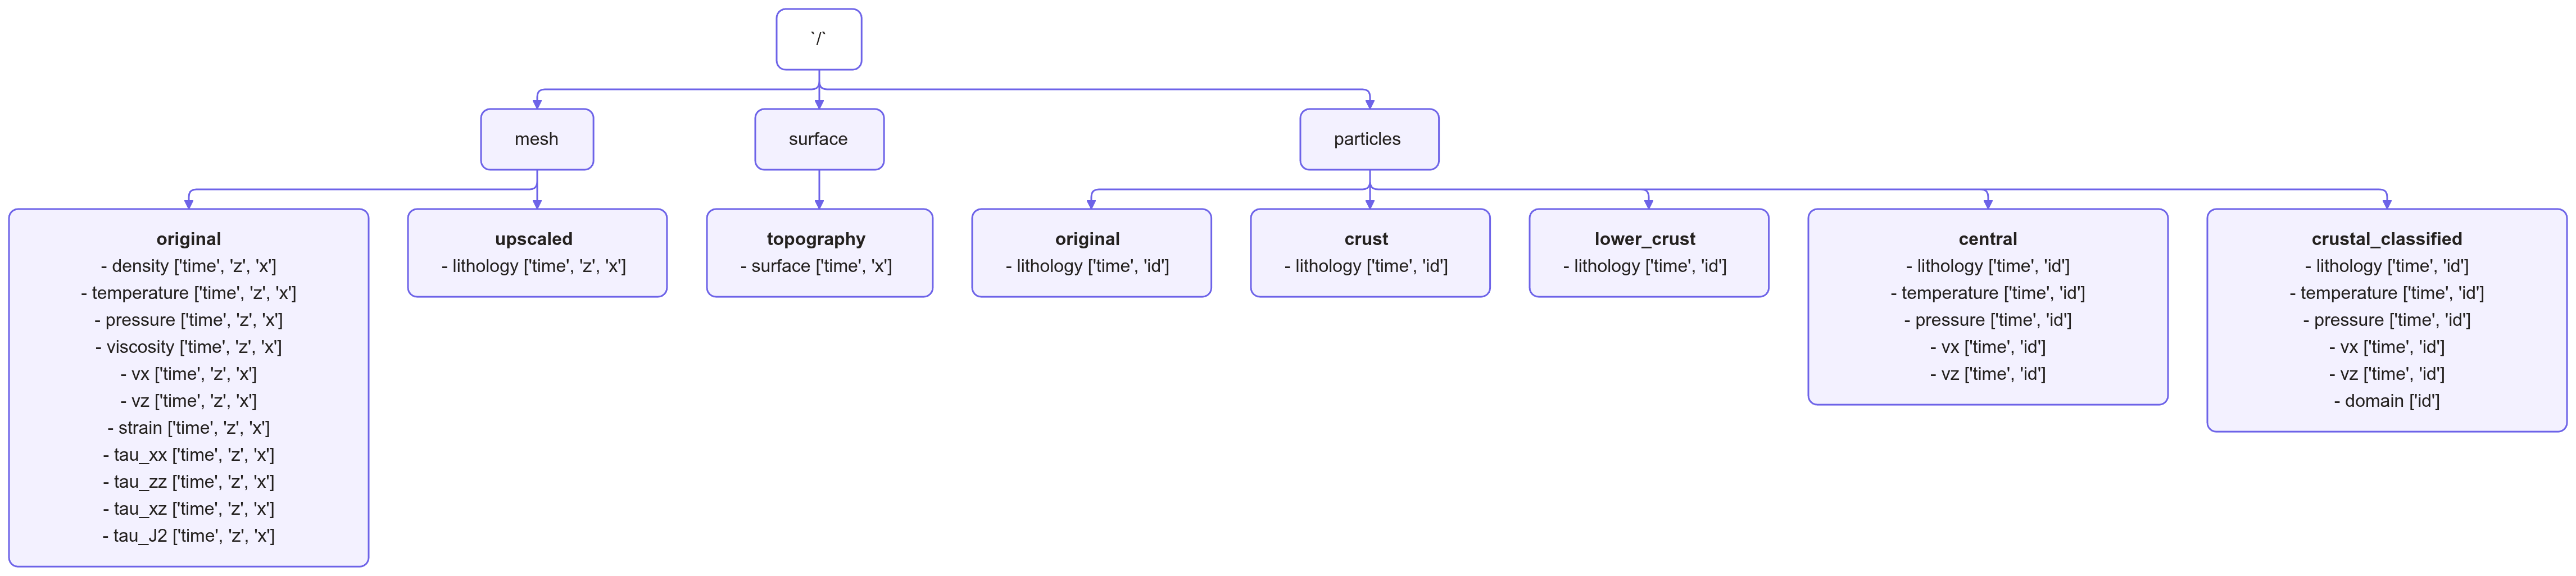 `/`
mesh
surface
particles
original
- density ['time', 'z', 'x']
- temperature ['time', 'z', 'x']
- pressure ['time', 'z', 'x']
- viscosity ['time', 'z', 'x']
- vx ['time', 'z', 'x']
- vz ['time', 'z', 'x']
- strain ['time', 'z', 'x']
- tau_xx ['time', 'z', 'x']
- tau_zz ['time', 'z', 'x']
- tau_xz ['time', 'z', 'x']
- tau_J2 ['time', 'z', 'x']
upscaled
- lithology ['time', 'z', 'x']
topography
- surface ['time', 'x']
original
- lithology ['time', 'id']
crust
- lithology ['time', 'id']
lower_crust
- lithology ['time', 'id']
central
- lithology ['time', 'id']
- temperature ['time', 'id']
- pressure ['time', 'id']
- vx ['time', 'id']
- vz ['time', 'id']
crustal_classified
- lithology ['time', 'id']
- temperature ['time', 'id']
- pressure ['time', 'id']
- vx ['time', 'id']
- vz ['time', 'id']
- domain ['id']